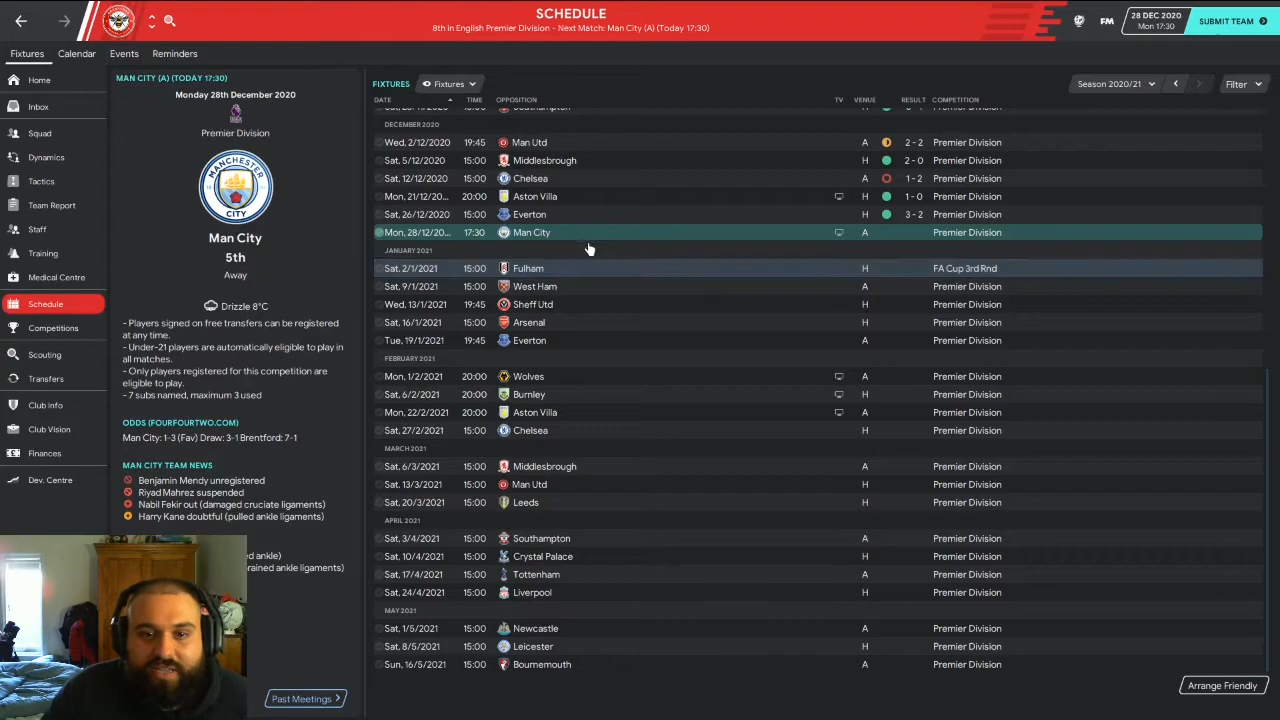 SCHEDULE
8th in English Premier Division - Next Match: Man City (A) (Today 17:30)
FM
28 DEC 2020
Mon 17:30
SUBMIT TEAM
Fixtures
Calendar
Events
Reminders
Home
Inbox
Squad
Dynamics
Tactics
Team Report
Staff
Training
Medical Centre
Schedule
Competitions
Scouting
Transfers
Club Info
Club Vision
Finances
Dev. Centre
MAN CITY (A) (TODAY 17:30)
Monday 28th December 2020
Premier Division
MANCHESTER
CITY
Man City
5th
Away
Drizzle 8°C
- Players signed on free transfers can be registered
at any time.
- Under-21 players are automatically eligible to play in
all matches.
- Only players registered for this competition are
eligible to play.
- 7 subs named, maximum 3 used
ODDS (FOURFOURTWO.COM)
Man City: 1-3 (Fav) Draw: 3-1 Brentford: 7-1
MAN CITY TEAM NEWS
Benjamin Mendy unregistered
Riyad Mahrez suspended
Nabil Fekir out (damaged cruciate ligaments)
Harry Kane doubtful (pulled ankle ligaments)
ankle)
ankle ligaments)
Past Meetings
FIXTURES
Fixtures
Season 2020/21
Filter
DATE TIME OPPOSITION TV VENUE RESULT COMPETITION
DECEMBER 2020
Wed, 2/12/2020 19:45 Man Utd A 2 - 2 Premier Division
Sat, 5/12/2020 15:00 Middlesbrough H 2 - 0 Premier Division
Sat, 12/12/2020 15:00 Chelsea A 1 - 2 Premier Division
Mon, 21/12/20... 20:00 Aston Villa H 1 - 0 Premier Division
Sat, 26/12/2020 15:00 Everton H 3 - 2 Premier Division
Mon, 28/12/20... 17:30 Man City A Premier Division
JANUARY 2021
Sat, 2/1/2021 15:00 Fulham H FA Cup 3rd Rnd
Sat, 9/1/2021 15:00 West Ham A Premier Division
Wed, 13/1/2021 19:45 Sheff Utd H Premier Division
Sat, 16/1/2021 15:00 Arsenal H Premier Division
Tue, 19/1/2021 19:45 Everton A Premier Division
FEBRUARY 2021
Mon, 1/2/2021 20:00 Wolves A Premier Division
Sat, 6/2/2021 20:00 Burnley H Premier Division
Mon, 22/2/2021 20:00 Aston Villa A Premier Division
Sat, 27/2/2021 15:00 Chelsea H Premier Division
MARCH 2021
Sat, 6/3/2021 15:00 Middlesbrough A Premier Division
Sat, 13/3/2021 15:00 Man Utd H Premier Division
Sat, 20/3/2021 15:00 Leeds H Premier Division
APRIL 2021
Sat, 3/4/2021 15:00 Southampton A Premier Division
Sat, 10/4/2021 15:00 Crystal Palace H Premier Division
Sat, 17/4/2021 15:00 Tottenham A Premier Division
Sat, 24/4/2021 15:00 Liverpool H Premier Division
MAY 2021
Sat, 1/5/2021 15:00 Newcastle A Premier Division
Sat, 8/5/2021 15:00 Leicester H Premier Division
Sun, 16/5/2021 15:00 Bournemouth A Premier Division
Arrange Friendly